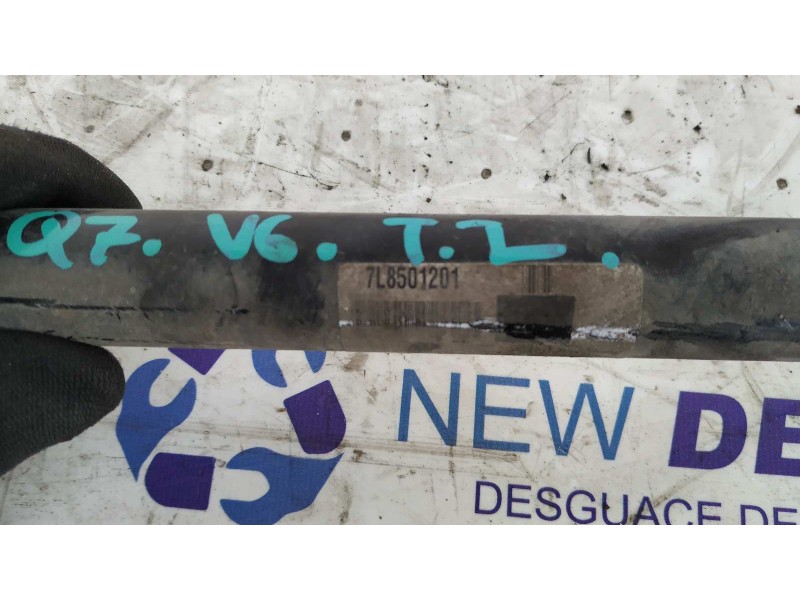 Q7. V6. T.I.
7L8501201
NEW DE
DESGUACE DE